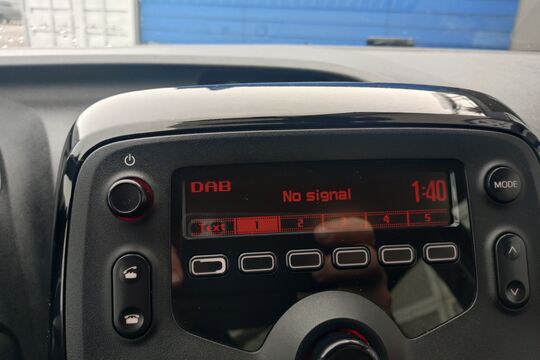 DAB
No signal
1:40
Text 1 2 3 4 5
MODE